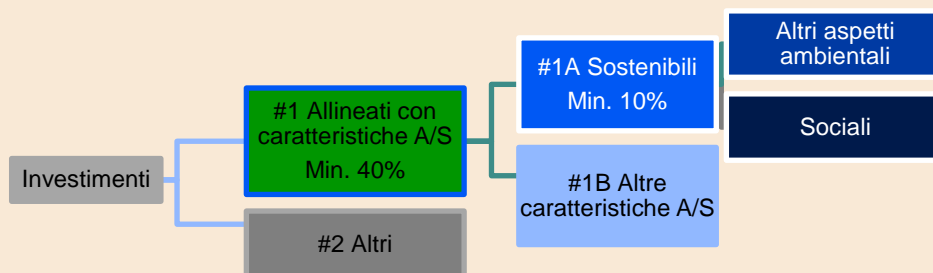 Investimenti
#1 Allineati con
caratteristiche A/S
Min. 40%
#2 Altri
#1A Sostenibili
Min. 10%
#1B Altre
caratteristiche A/S
Altri aspetti
ambientali
Sociali